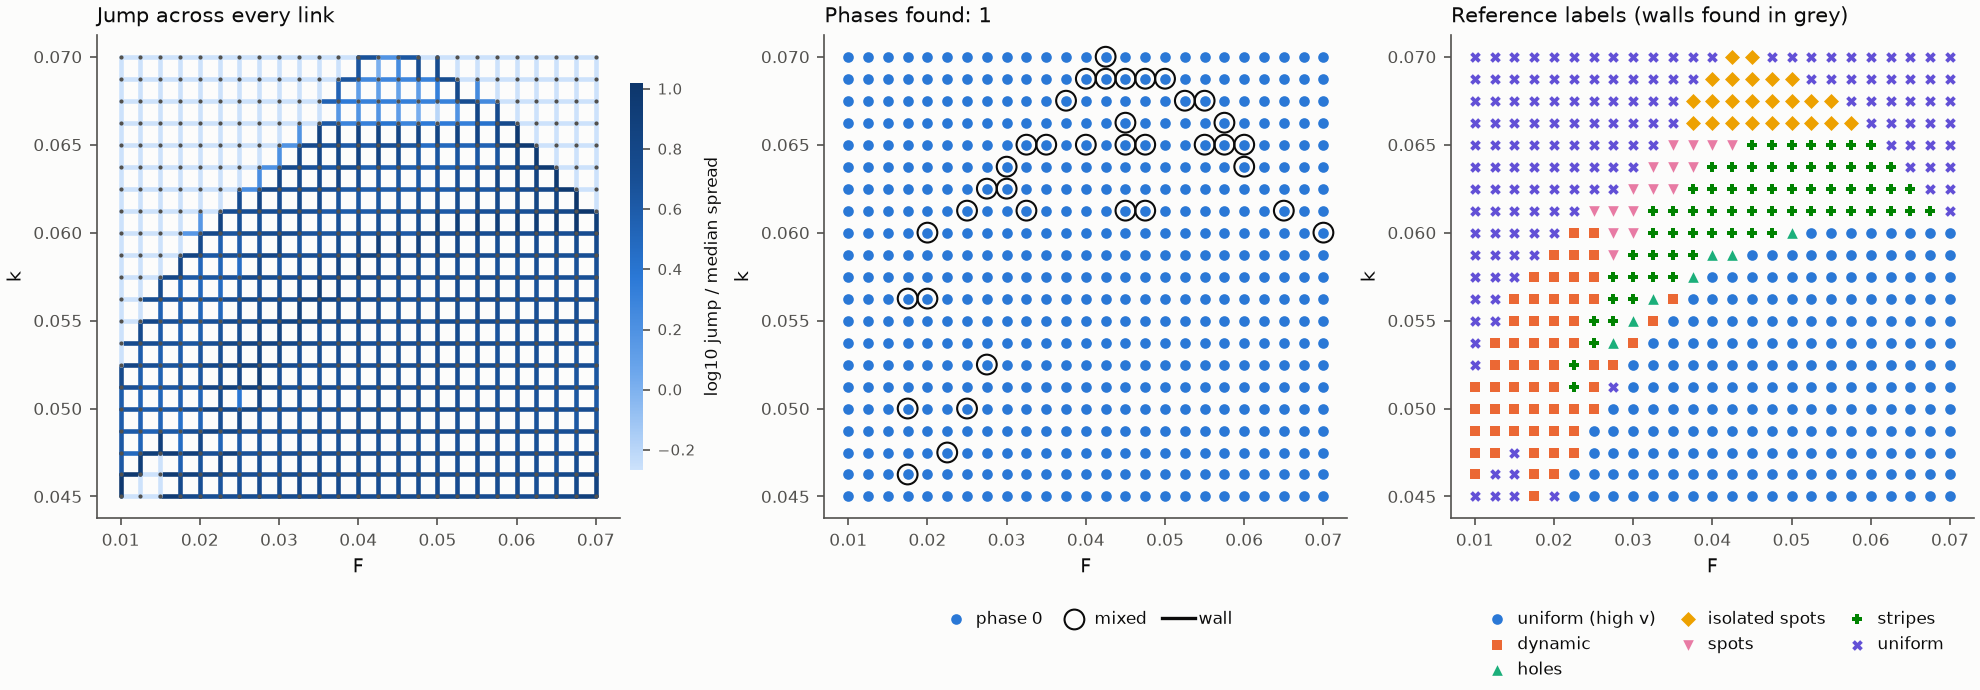 Jump across every link
0.070
0.065
0.060
0.055
0.050
0.045
k
0.01 0.02 0.03 0.04 0.05 0.06 0.07
F
1.0
0.8
0.6
0.4
0.2
0.0
−0.2
log10 jump / median spread
Phases found: 1
0.070
0.065
0.060
0.055
0.050
0.045
k
0.01 0.02 0.03 0.04 0.05 0.06 0.07
F
phase 0 mixed wall
Reference labels (walls found in grey)
0.070
0.065
0.060
0.055
0.050
0.045
k
0.01 0.02 0.03 0.04 0.05 0.06 0.07
F
uniform (high v) isolated spots stripes
dynamic spots uniform
holes